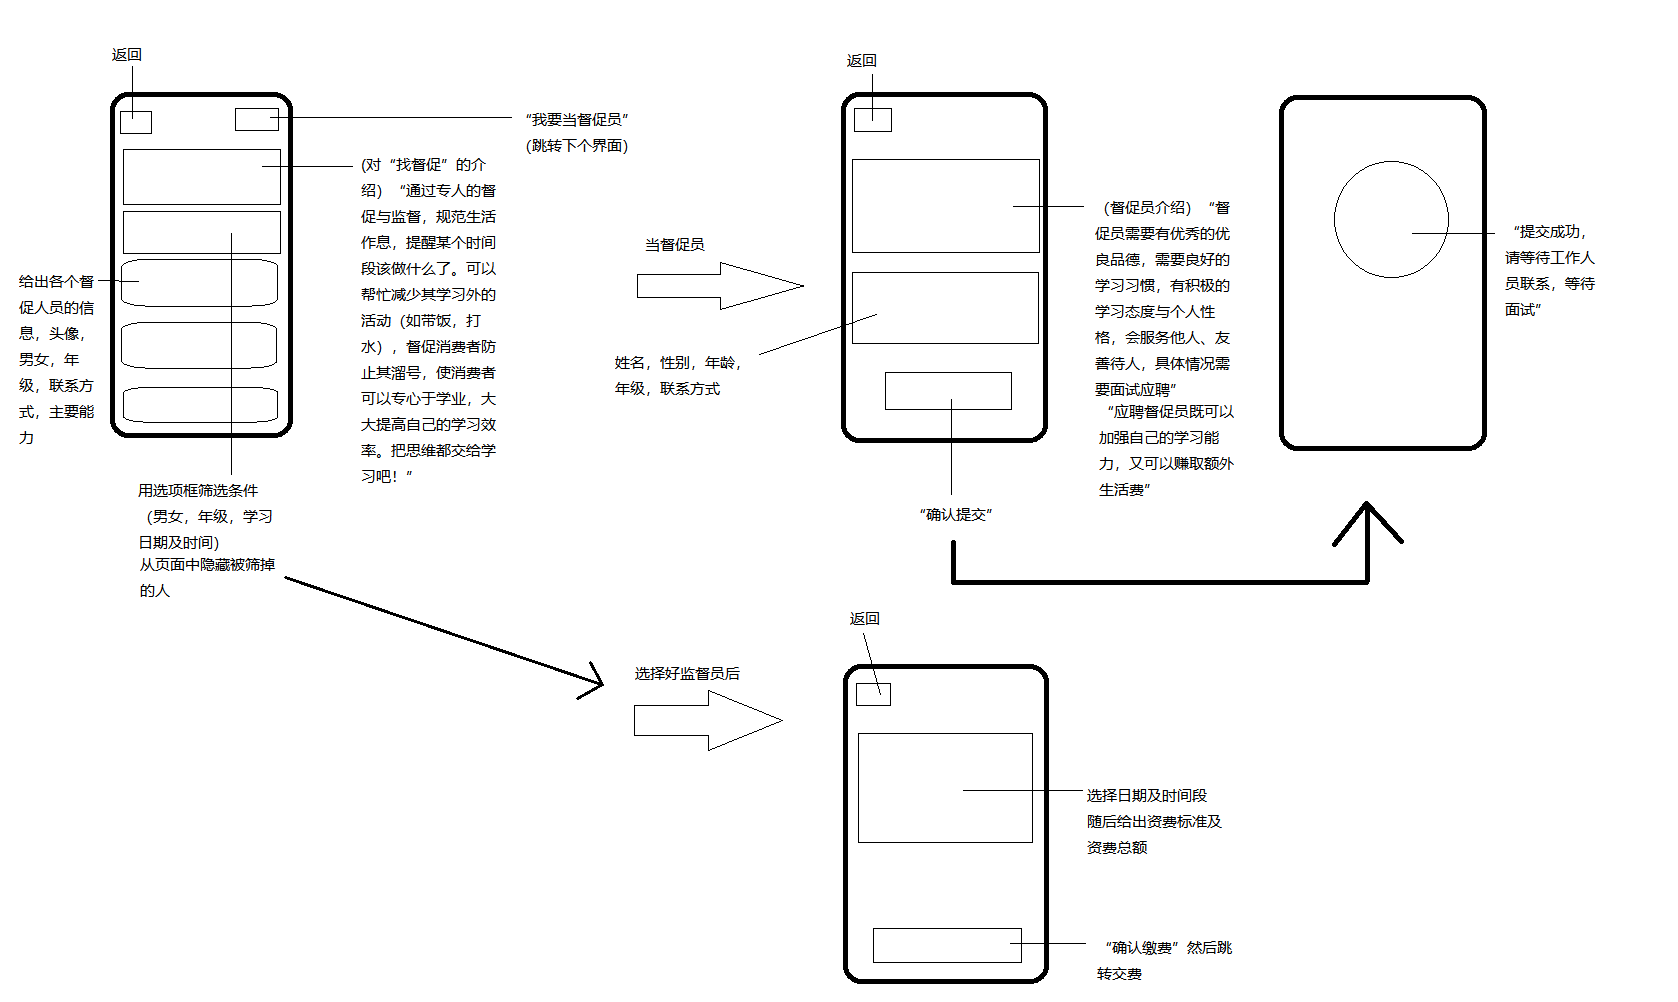 返回
“我要当督促员”
(跳转下个界面)
(对“找督促”的介
绍）“通过专人的督
促与监督，规范生活
作息，提醒某个时间
段该做什么了。可以
帮忙减少其学习外的
活动（如带饭，打
水），督促消费者防
止其溜号，使消费者
可以专心于学业，大
大提高自己的学习效
率。把思维都交给学
习吧！”
给出各个督
促人员的信
息，头像，
男女，年
级，联系方
式，主要能
力
用选项框筛选条件
（男女，年级，学习
日期及时间）
从页面中隐藏被筛掉
的人
当督促员
返回
（督促员介绍）“督
促员需要有优秀的优
良品德，需要良好的
学习习惯，有积极的
学习态度与个人性
格，会服务他人、友
善待人，具体情况需
要面试应聘”
“应聘督促员既可以
加强自己的学习能
力，又可以赚取额外
生活费”
姓名，性别，年龄，
年级，联系方式
“确认提交”
“提交成功，
请等待工作人
员联系，等待
面试”
选择好监督员后
返回
选择日期及时间段
随后给出资费标准及
资费总额
“确认缴费”然后跳
转交费